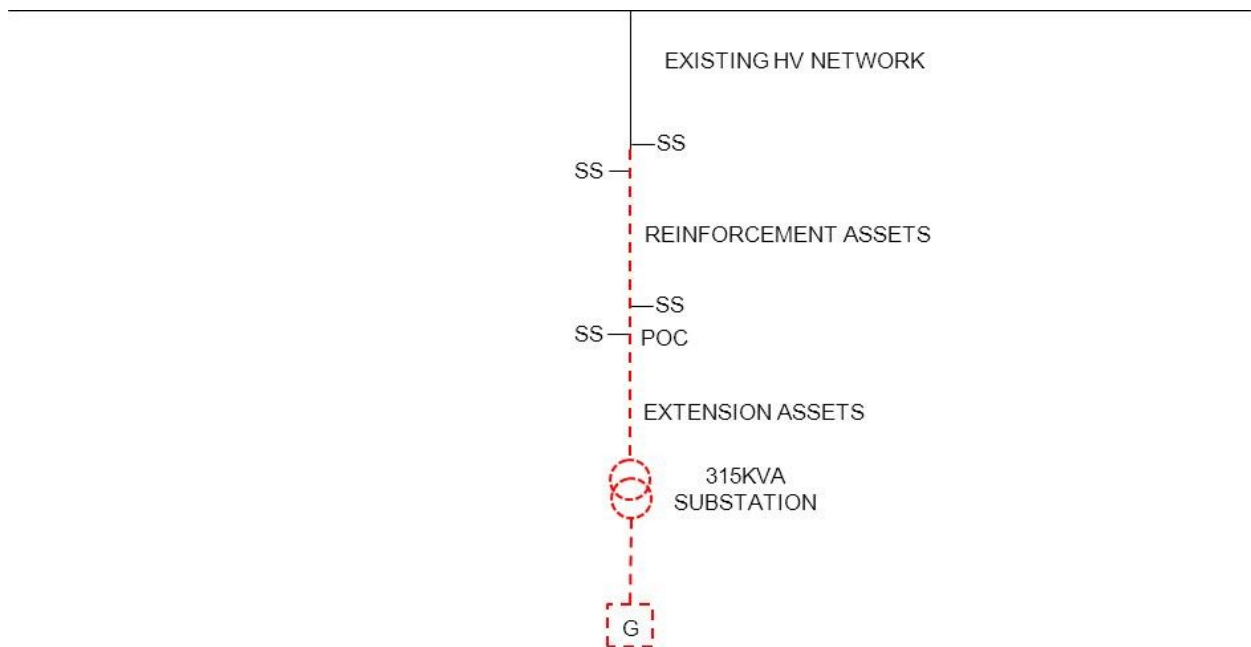 EXISTING HV NETWORK
SS
SS
REINFORCEMENT ASSETS
SS
SS
POC
EXTENSION ASSETS
315KVA
SUBSTATION
G